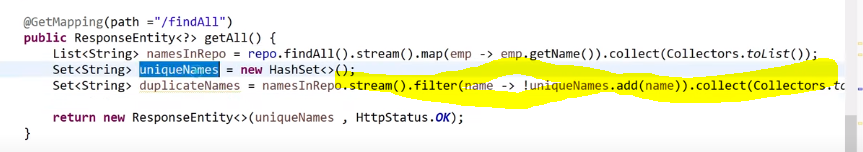 @GetMapping(path ="/findAll")
public ResponseEntity<?> getAll() {
List<String> namesInRepo = repo.findAll().stream().map(emp -> emp.getName()).collect(Collectors.toList());
Set<String> uniqueNames = new HashSet<>();
Set<String> duplicateNames = namesInRepo.stream().filter(name -> !uniqueNames.add(name)).collect(Collectors.to
return new ResponseEntity<>(uniqueNames , HttpStatus.OK);
}